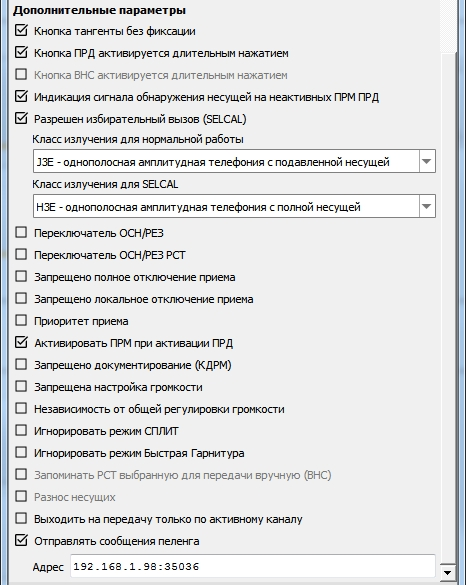 Дополнительные параметры
Кнопка тангенты без фиксации
Кнопка ПРД активируется длительным нажатием
Кнопка ВНС активируется длительным нажатием
Индикация сигнала обнаружения несущей на неактивных ПРМ ПРД
Разрешен избирательный вызов (SELCAL)
Класс излучения для нормальной работы
J3E - однополосная амплитудная телефония с подавленной несущей
Класс излучения для SELCAL
H3E - однополосная амплитудная телефония с полной несущей
Переключатель ОСН/РЕЗ
Переключатель ОСН/РЕЗ РСТ
Запрещено полное отключение приема
Запрещено локальное отключение приема
Приоритет приема
Активировать ПРМ при активации ПРД
Запрещено документирование (КДРМ)
Запрещена настройка громкости
Независимость от общей регулировки громкости
Игнорировать режим СПЛИТ
Игнорировать режим Быстрая Гарнитура
Запоминать РСТ выбранную для передачи вручную (ВНС)
Разнос несущих
Выходить на передачу только по активному каналу
Отправлять сообщения пеленга
Адрес 192.168.1.98:35036